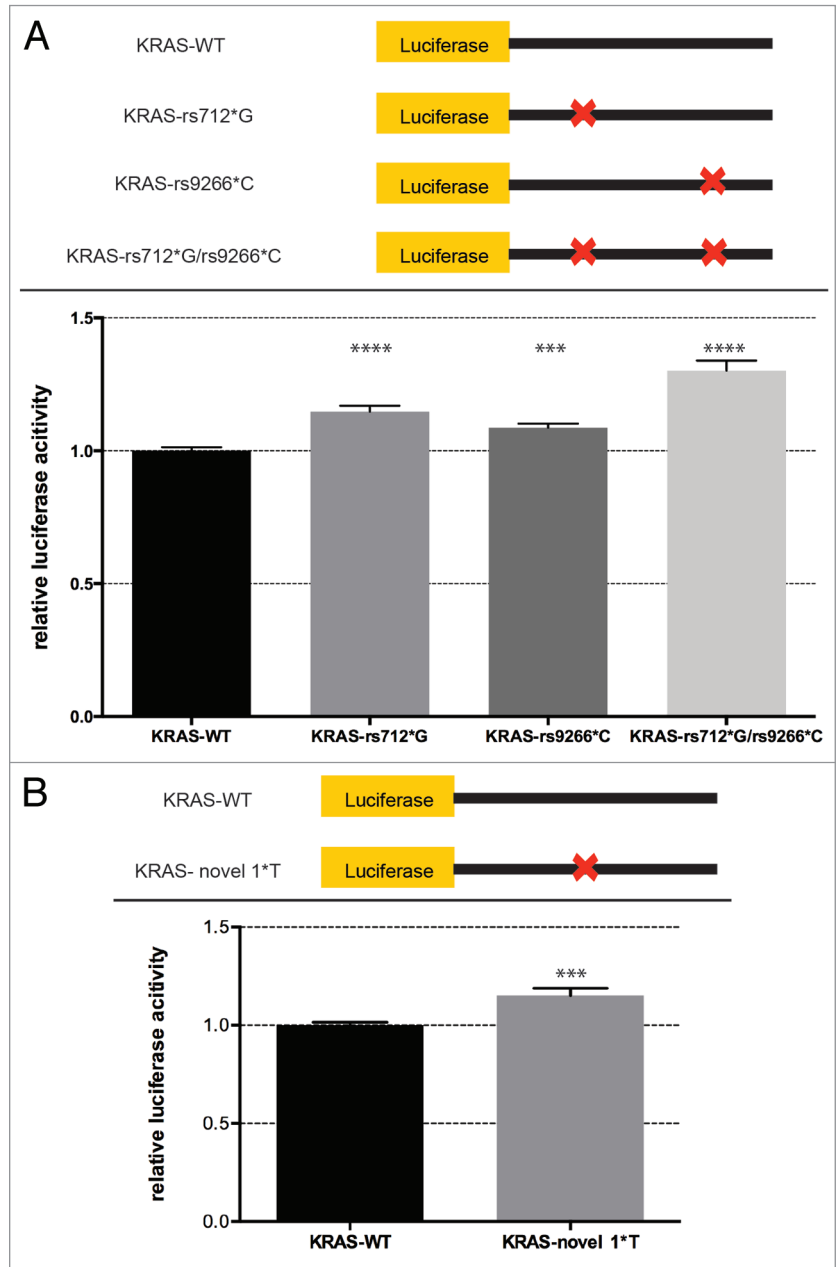 A
KRAS-WT
Luciferase
KRAS-rs712*G
Luciferase
KRAS-rs9266*C
Luciferase
KRAS-rs712*G/rs9266*C
Luciferase
relative luciferase acitivity
1.5
1.0
0.5
0.0
****
***
****
KRAS-WT
KRAS-rs712*G
KRAS-rs9266*C
KRAS-rs712*G/rs9266*C
B
KRAS-WT
Luciferase
KRAS- novel 1*T
Luciferase
relative luciferase acitivity
1.5
1.0
0.5
0.0
***
KRAS-WT
KRAS-novel 1*T